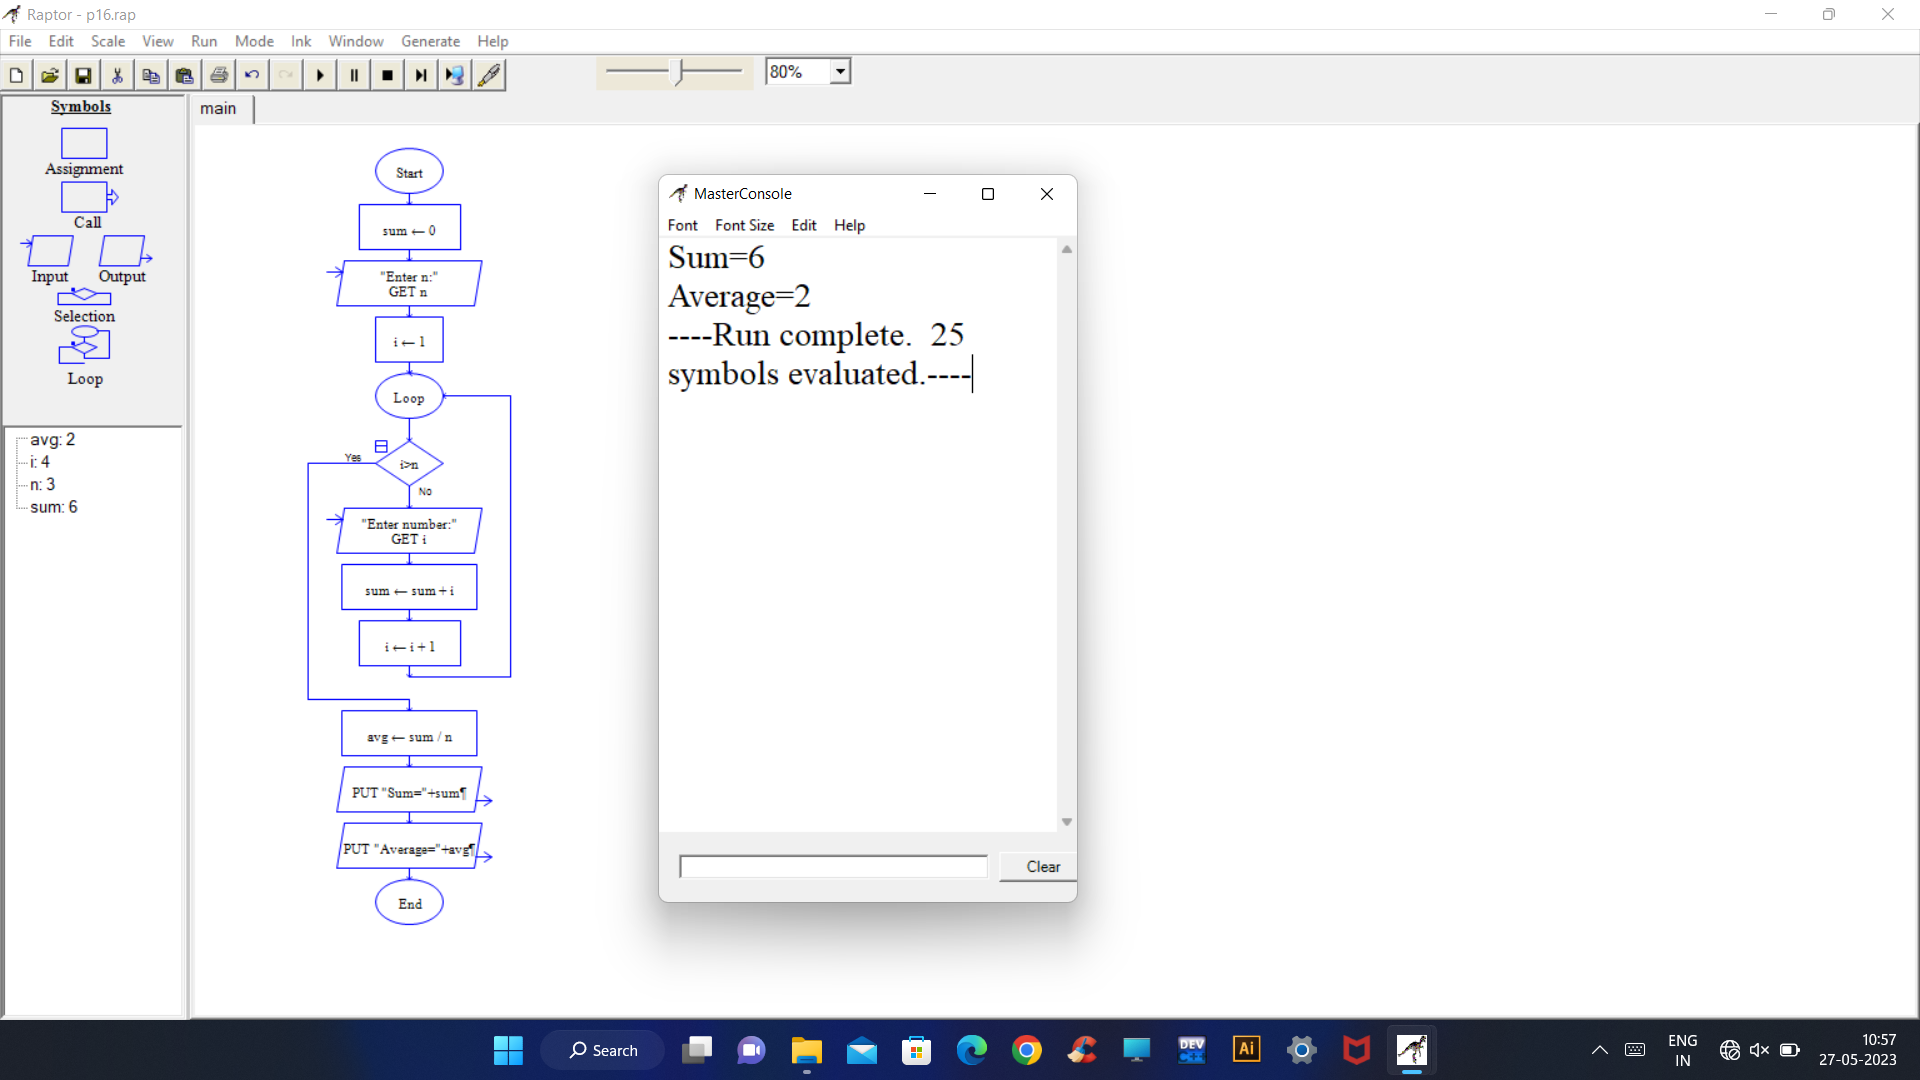 Raptor - p16.rap
File Edit Scale View Run Mode Ink Window Generate Help
80%
Symbols
Assignment
Call
Input Output
Selection
Loop
avg: 2
i: 4
n: 3
sum: 6
main
Start
sum ← 0
"Enter n:"
GET n
i ← 1
Loop
Yes
i>n
No
"Enter number:"
GET i
sum ← sum + i
i ← i + 1
avg ← sum / n
PUT "Sum="+sum¶
PUT "Average="+avg¶
End
MasterConsole
Font Font Size Edit Help
Sum=6
Average=2
----Run complete.  25
symbols evaluated.----
Clear
Search
DEV
C++
Ai
ENG
IN
10:57
27-05-2023